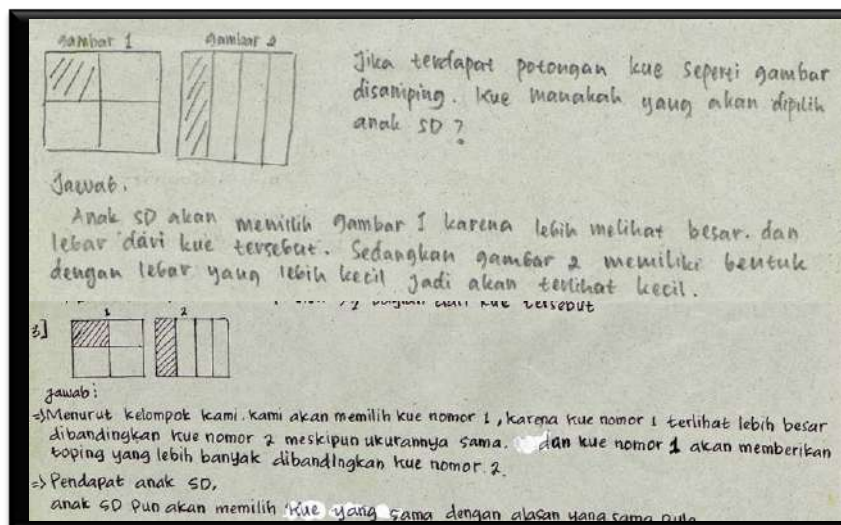 gambar 1 gambar 2
Jika terdapat potongan kue seperti gambar
disamping. Kue manakah yang akan dipilih
anak SD?
Jawab.
Anak SD akan memilih gambar 1 karena lebih melihat besar. dan
lebar dari kue tersebut. Sedangkan gambar 2 memiliki bentuk
dengan lebar yang lebih kecil jadi akan terlihat kecil.
dari kue tersebut
3] 1 2
jawab :
=> Menurut kelompok kami. kami akan memilih kue nomor 1, karena kue nomor 1 terlihat lebih besar
dibandingkan kue nomor 2 meskipun ukurannya sama. dan kue nomor 1 akan memberikan
toping yang lebih banyak dibandingkan kue nomor 2.
=> Pendapat anak SD,
anak SD pun akan memilih kue yang sama dengan alasan yang sama pula